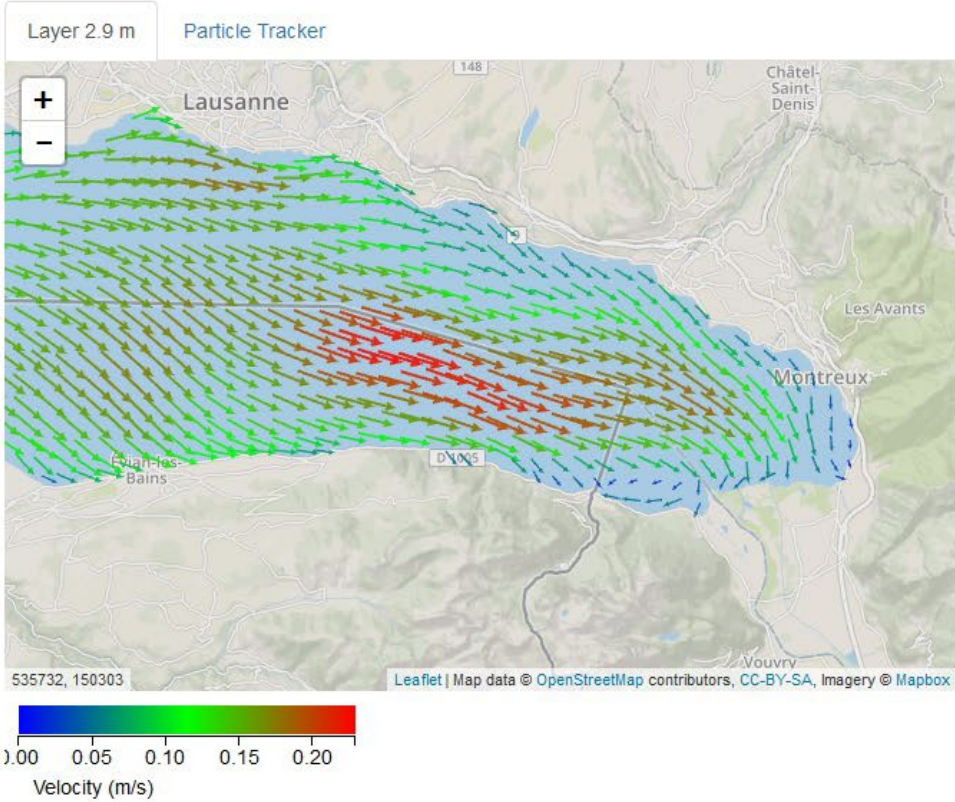 Layer 2.9 m
Particle Tracker
+
−
148
Châtel-
Saint-
Denis
Lausanne
9
Les Avants
Montreux
Évian-les-
Bains
D 1005
Vouvry
535732, 150303
Leaflet | Map data © OpenStreetMap contributors, CC-BY-SA, Imagery © Mapbox
0.00 0.05 0.10 0.15 0.20
Velocity (m/s)